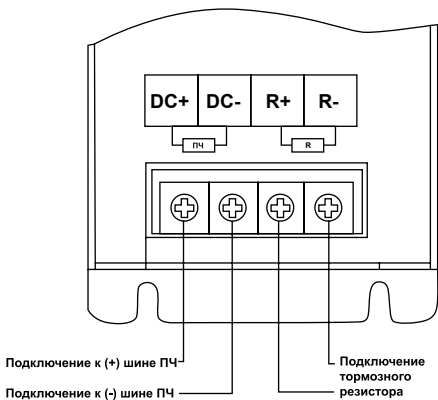 DC+ DC- R+ R-
ПЧ R
Подключение к (+) шине ПЧ
Подключение к (-) шине ПЧ
Подключение
тормозного
резистора